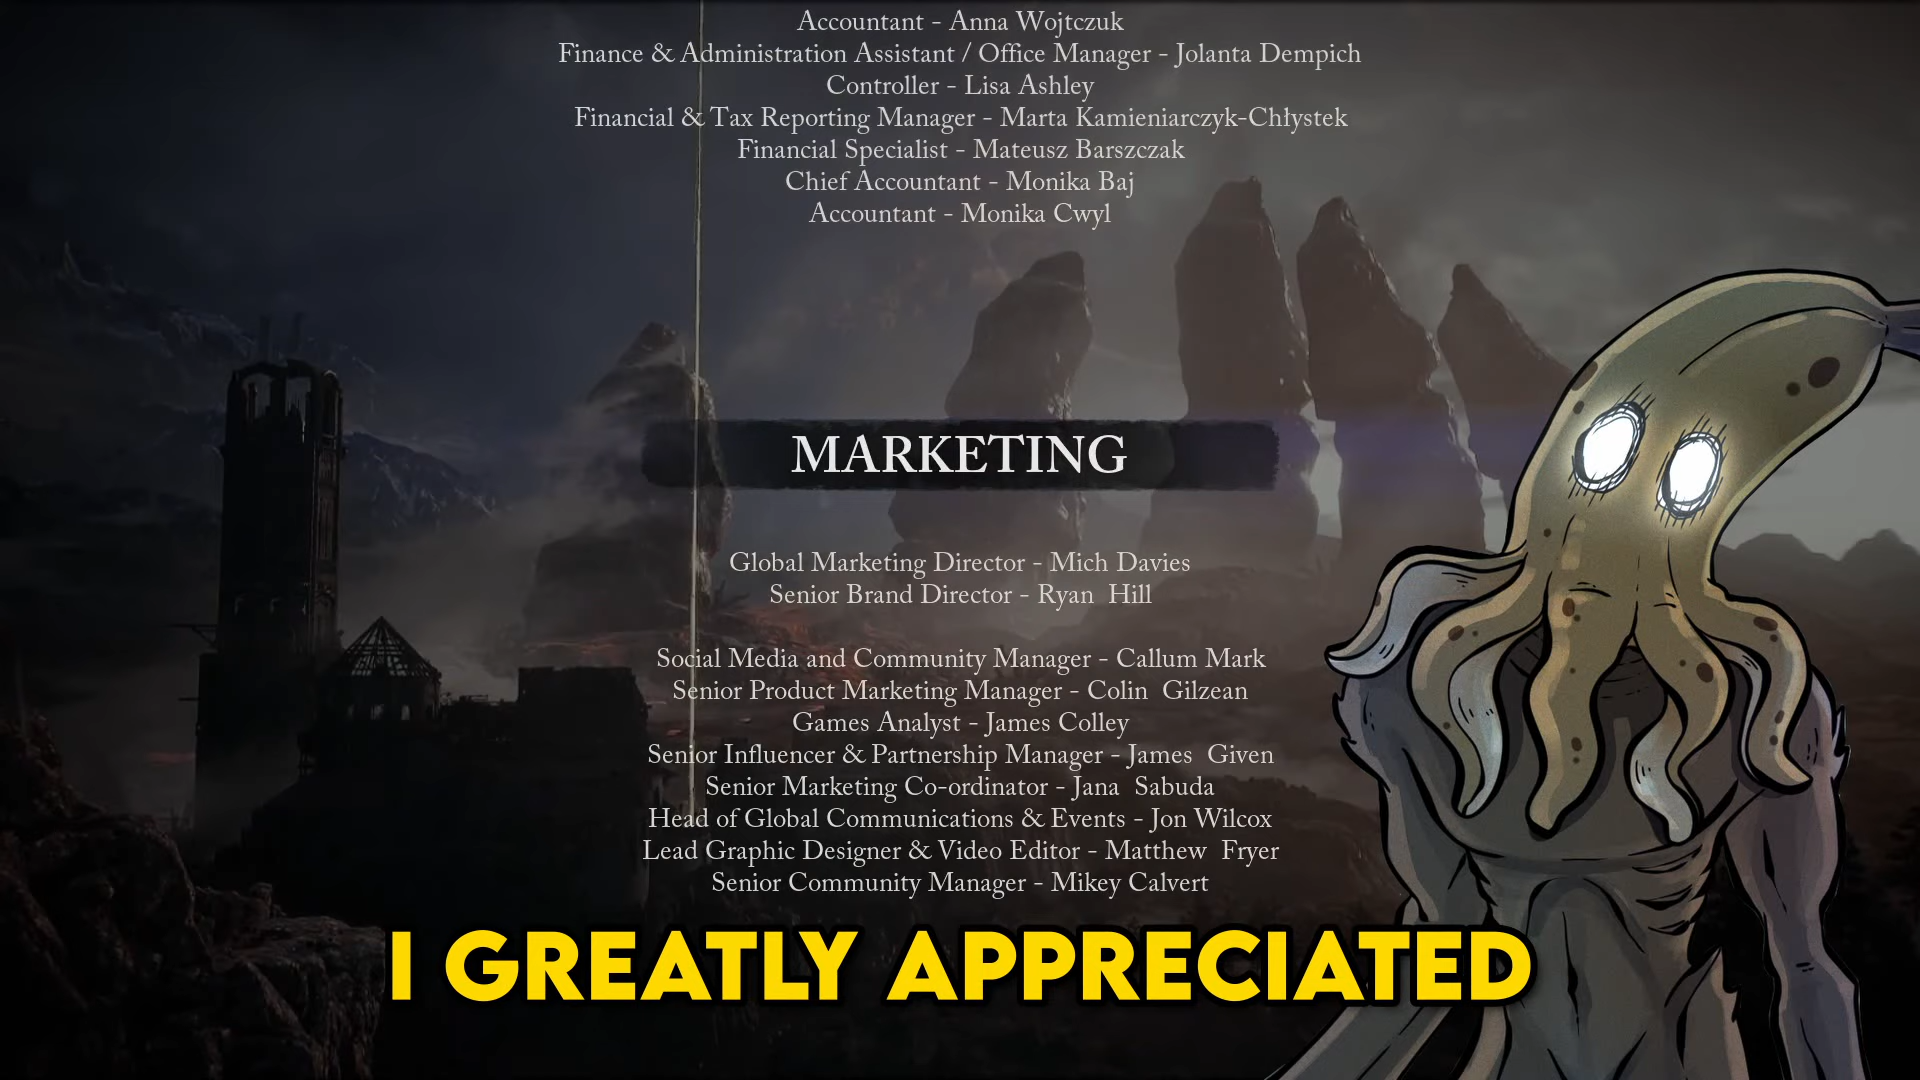 Accountant - Anna Wojtczuk
Finance & Administration Assistant / Office Manager - Jolanta Dempich
Controller - Lisa Ashley
Financial & Tax Reporting Manager - Marta Kamieniarczyk-Chłystek
Financial Specialist - Mateusz Barszczak
Chief Accountant - Monika Baj
Accountant - Monika Cwyl
MARKETING
Global Marketing Director - Mich Davies
Senior Brand Director - Ryan  Hill
Social Media and Community Manager - Callum Mark
Senior Product Marketing Manager - Colin  Gilzean
Games Analyst - James Colley
Senior Influencer & Partnership Manager - James  Given
Senior Marketing Co-ordinator - Jana  Sabuda
Head of Global Communications & Events - Jon Wilcox
Lead Graphic Designer & Video Editor - Matthew  Fryer
Senior Community Manager - Mikey Calvert
I GREATLY APPRECIATED